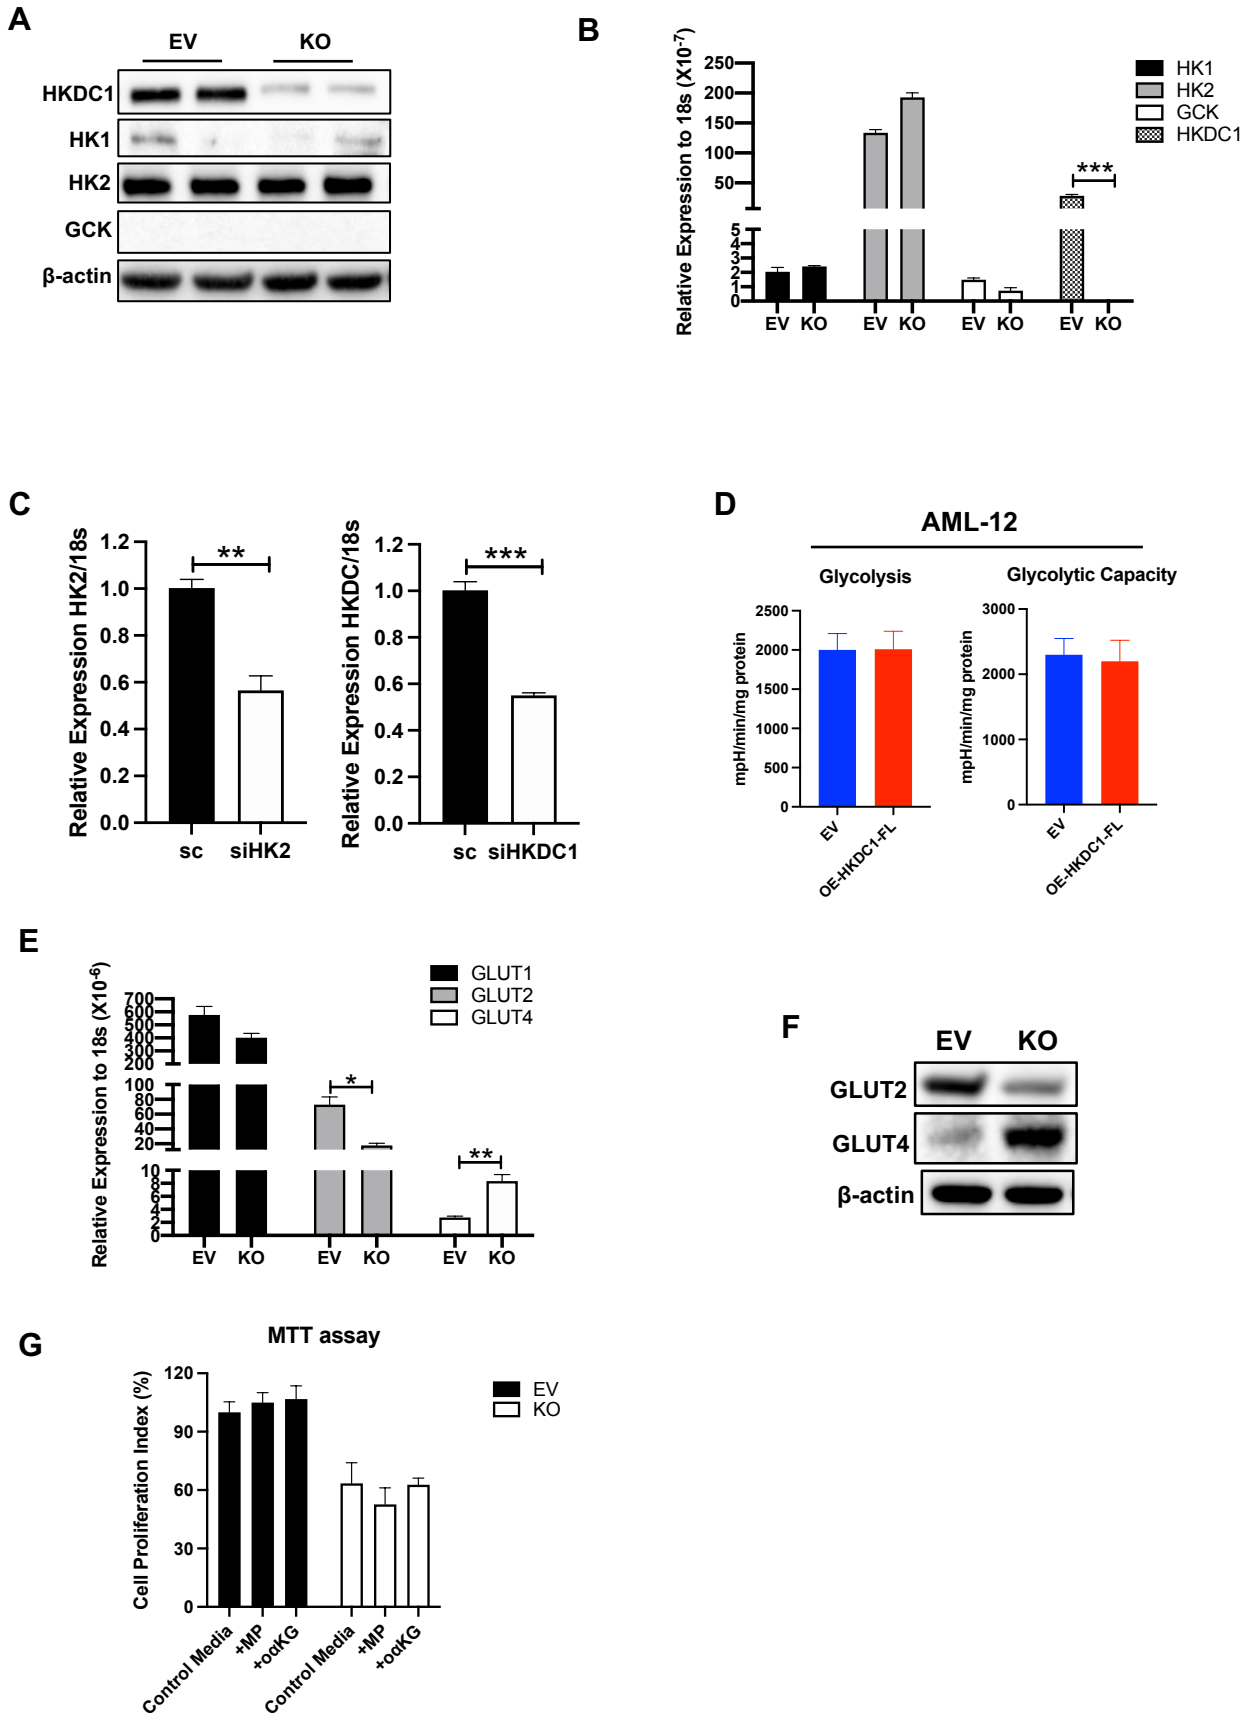 A
EV KO
HKDC1
HK1
HK2
GCK
β-actin
B
Relative Expression to 18s (X10⁻⁷)
250
200
150
100
50
5
4
3
2
1
0
***
EV KO EV KO EV KO EV KO
HK1
HK2
GCK
HKDC1
C
Relative Expression HK2/18s
1.2
1.0
0.8
0.6
0.4
0.2
0.0
**
sc siHK2
Relative Expression HKDC/18s
1.2
1.0
0.8
0.6
0.4
0.2
0.0
***
sc siHKDC1
D
AML-12
Glycolysis
mpH/min/mg protein
2500
2000
1500
1000
500
0
EV
OE-HKDC1-FL
Glycolytic Capacity
mpH/min/mg protein
3000
2000
1000
0
EV
OE-HKDC1-FL
E
Relative Expression to 18s (X10⁻⁶)
700
600
500
400
300
200
100
80
60
40
20
10
8
6
4
2
0
*
**
EV KO EV KO EV KO
GLUT1
GLUT2
GLUT4
F
EV KO
GLUT2
GLUT4
β-actin
G
MTT assay
Cell Proliferation Index (%)
120
90
60
30
0
Control Media
+MP
+oαKG
Control Media
+MP
+oαKG
EV
KO